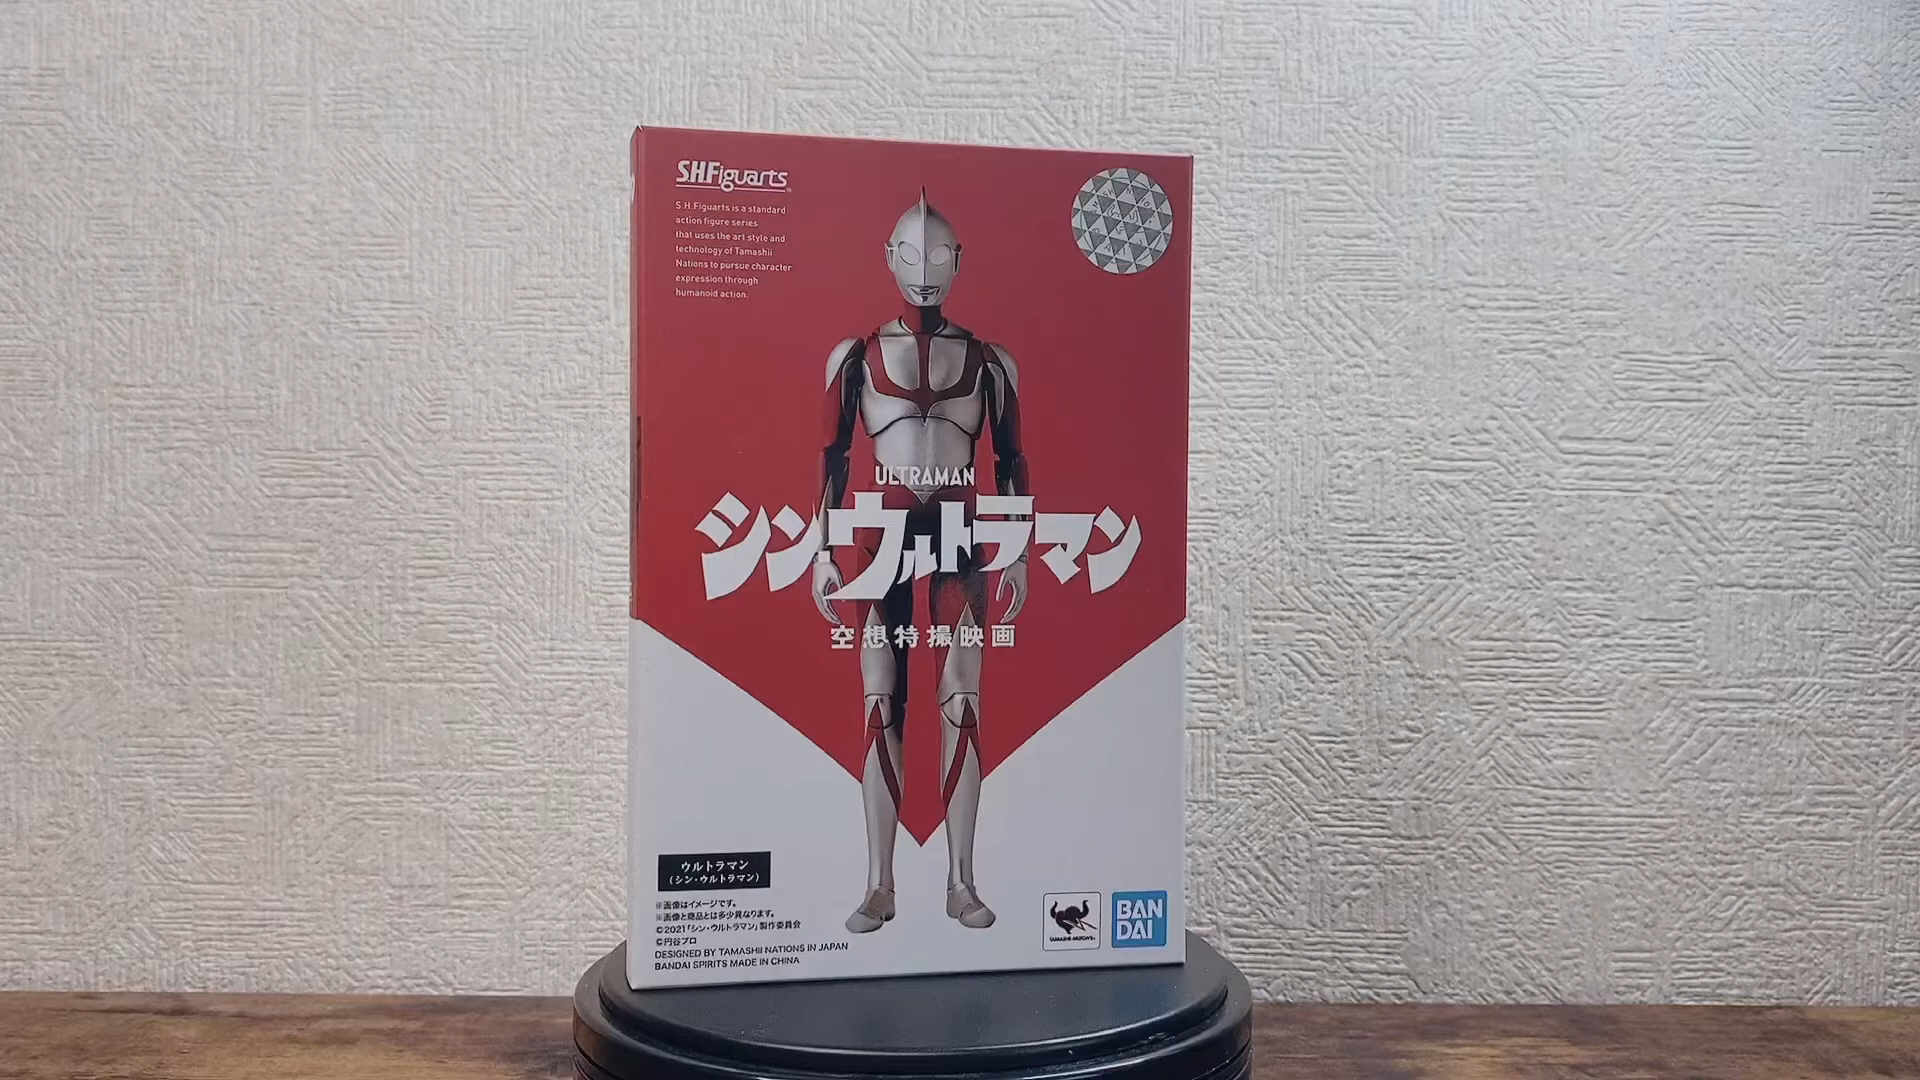 S.H.Figuarts
S.H.Figuarts is a standard
action figure series
that uses the art style and
technology of Tamashii
Nations to pursue character
expression through
humanoid action.
ULTRAMAN
シン・ウルトラマン
空想特撮映画
ウルトラマン
(シン・ウルトラマン)
※画像はイメージです。
※画像と商品とは多少異なります。
©2021「シン・ウルトラマン」製作委員会
©円谷プロ
DESIGNED BY TAMASHII NATIONS IN JAPAN
BANDAI SPIRITS MADE IN CHINA
TAMASHII NATIONS
BAN
DAI